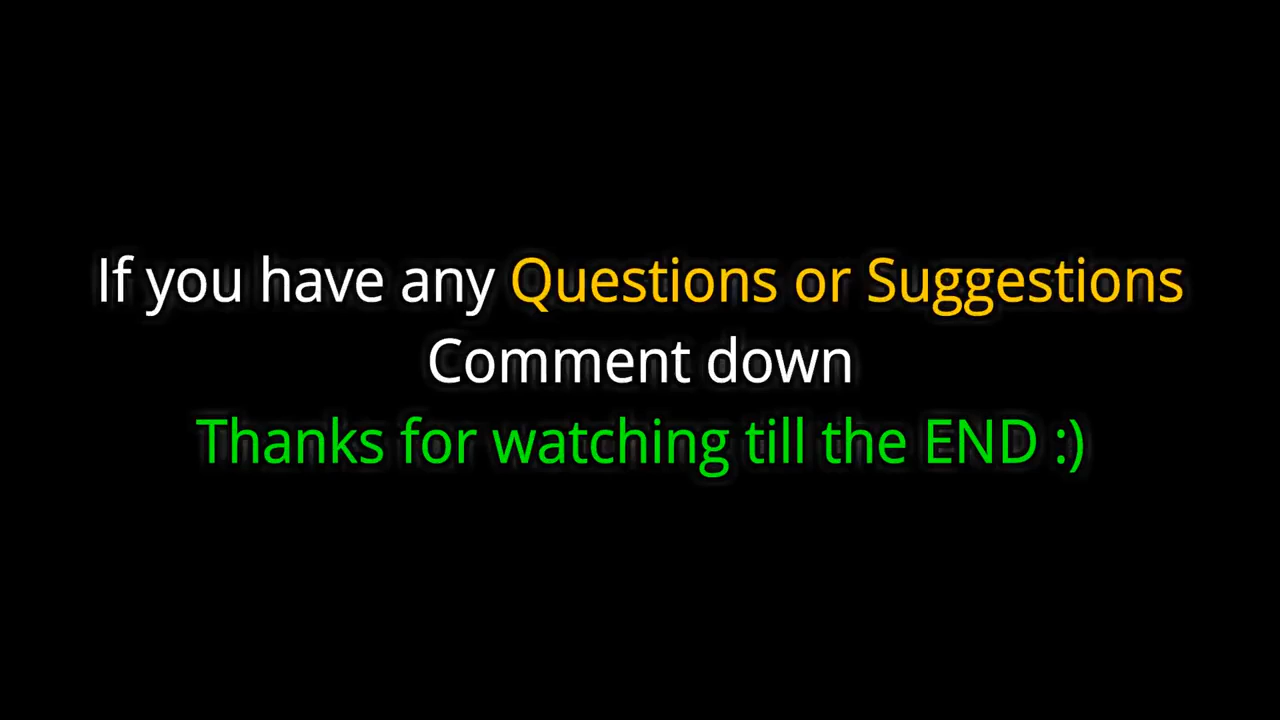 If you have any Questions or Suggestions
Comment down
Thanks for watching till the END :)